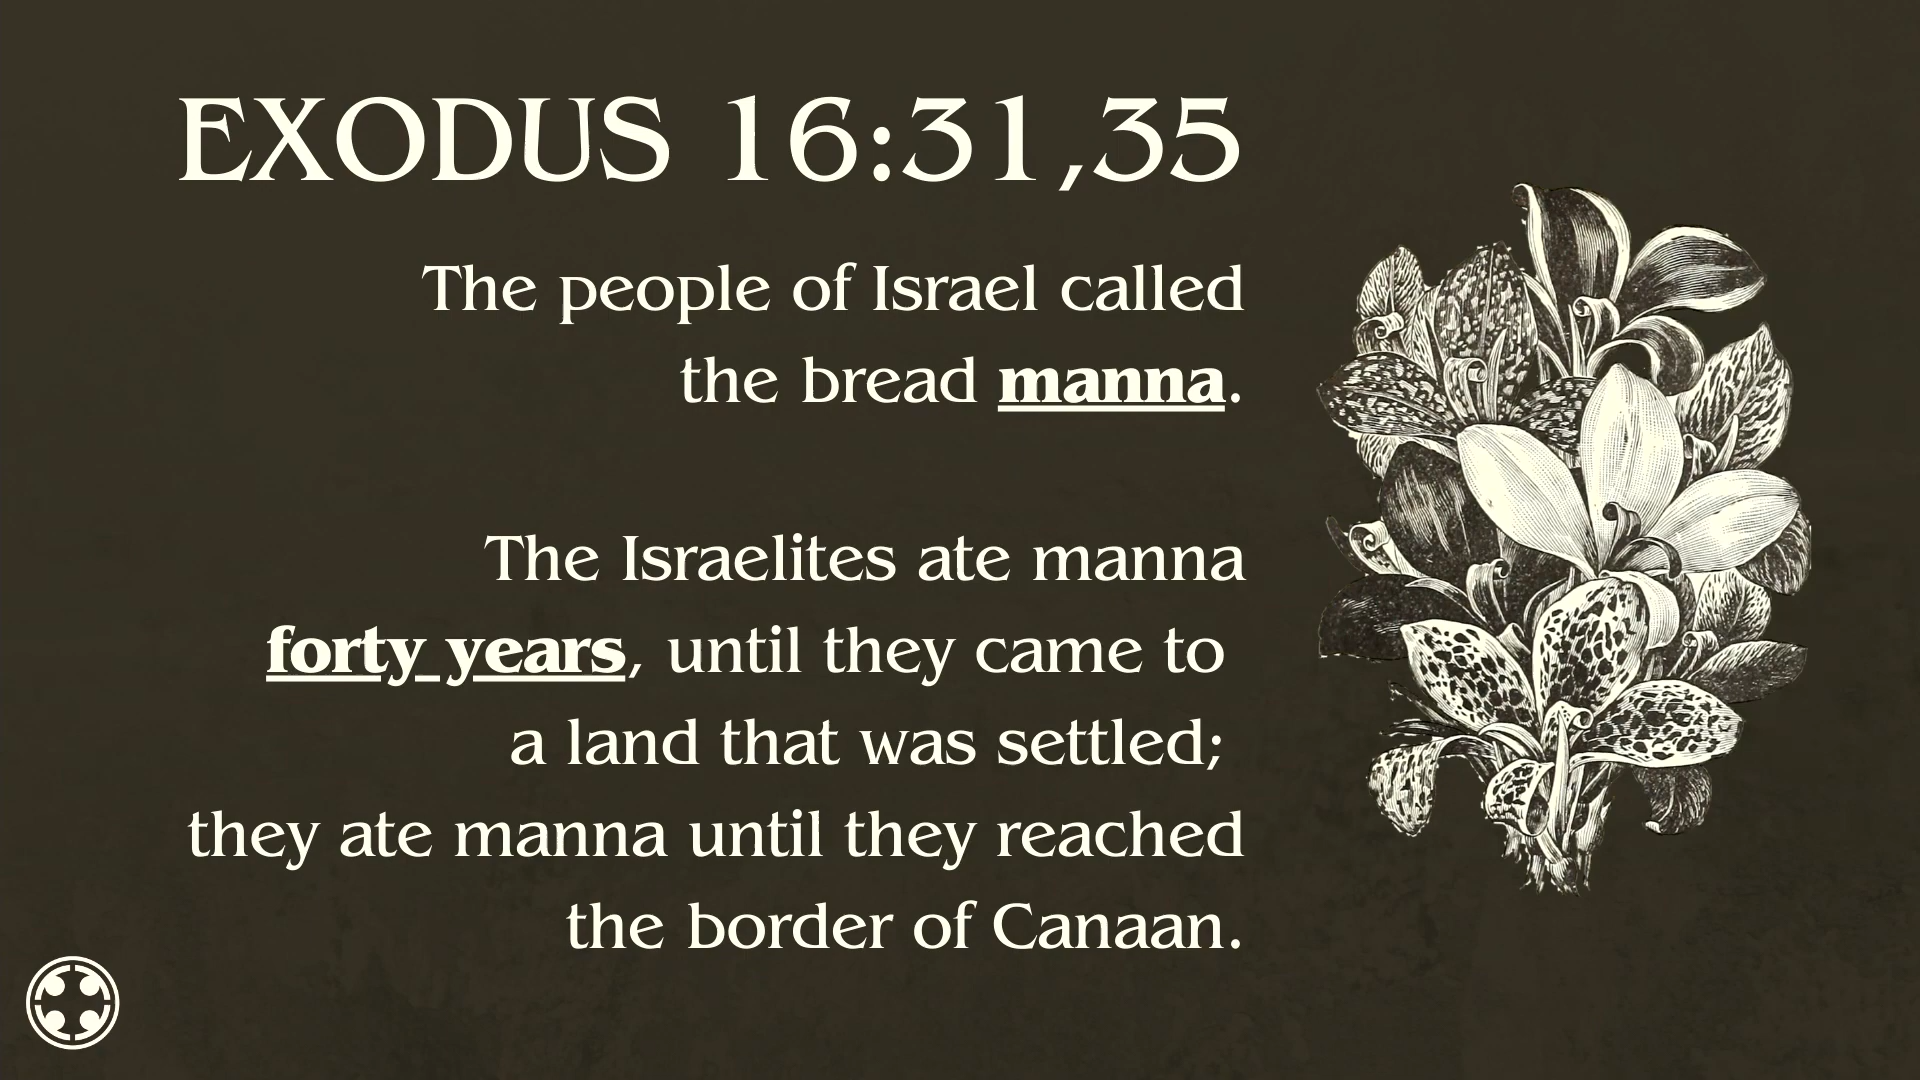 EXODUS 16:31,35
The people of Israel called
the bread manna.
The Israelites ate manna
forty years, until they came to
a land that was settled;
they ate manna until they reached
the border of Canaan.